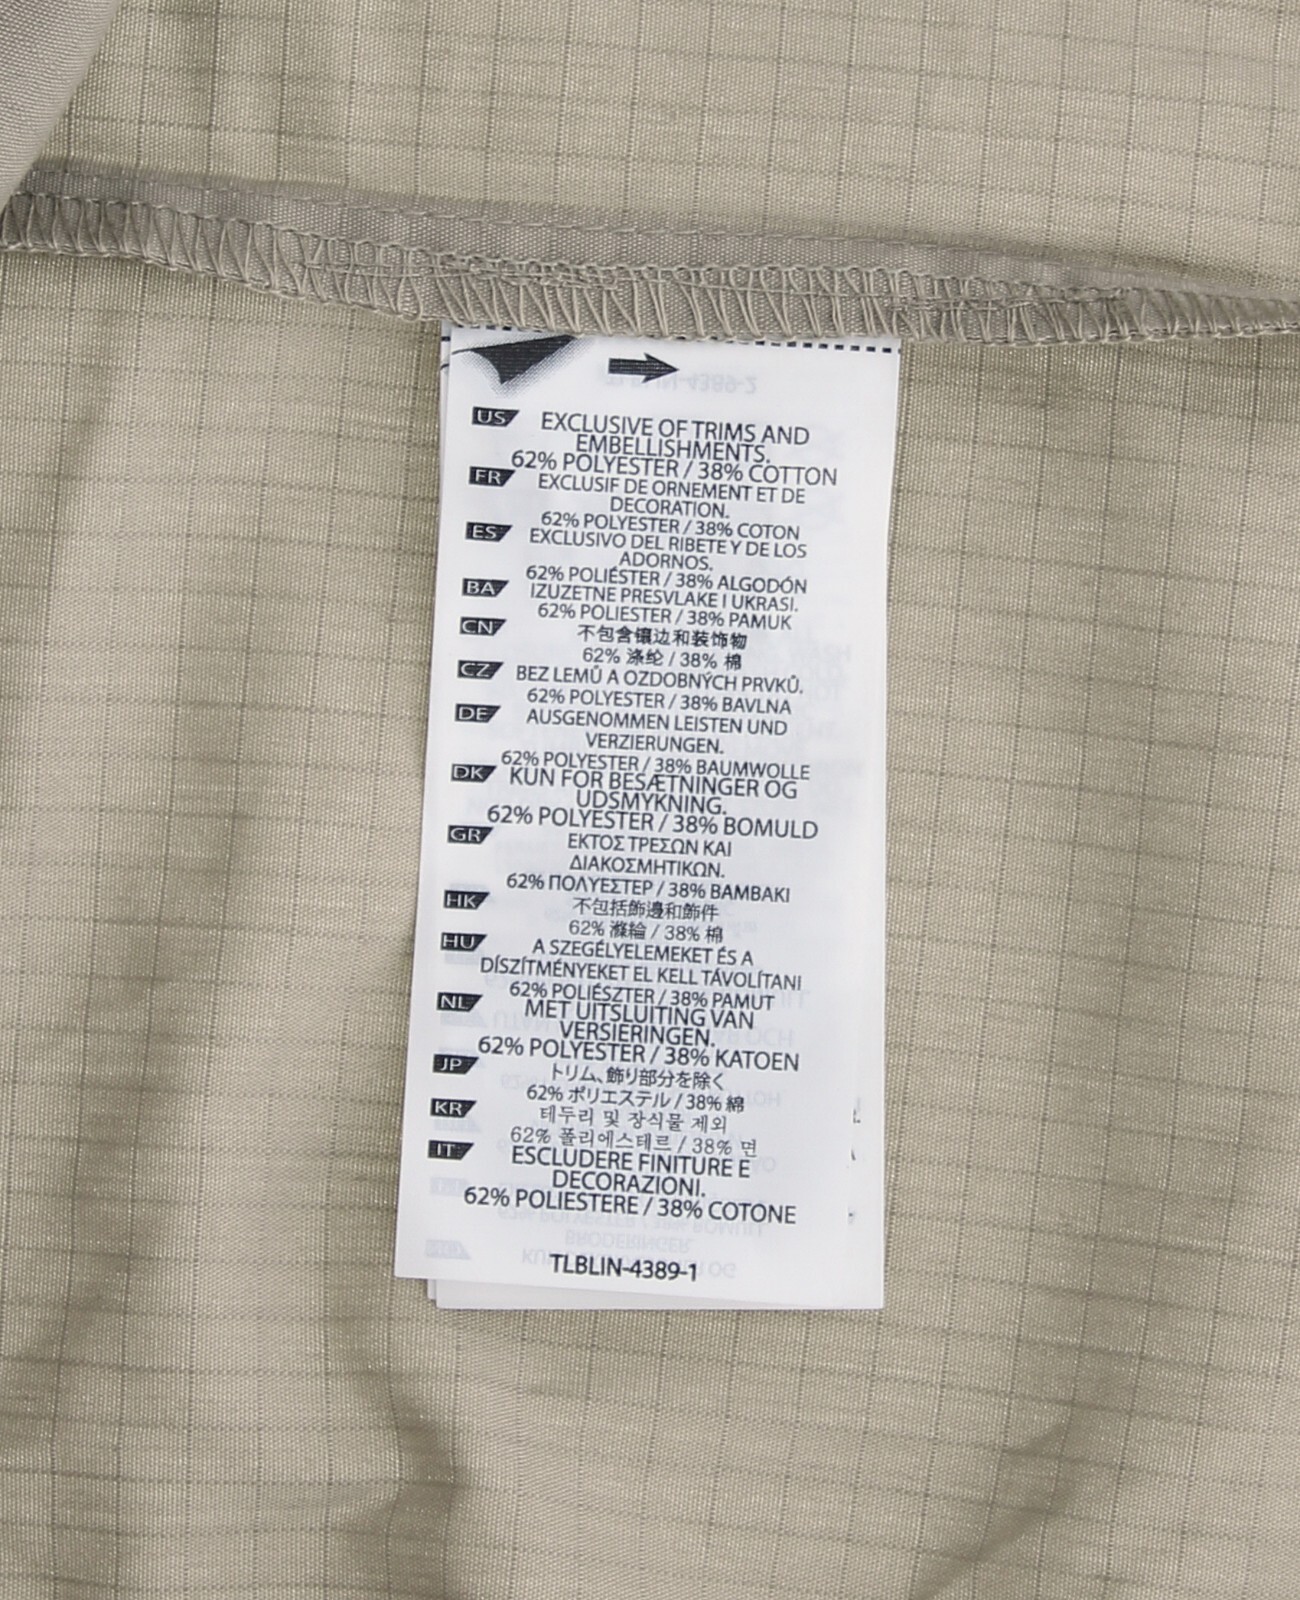 US EXCLUSIVE OF TRIMS AND
EMBELLISHMENTS.
62% POLYESTER / 38% COTTON
FR EXCLUSIF DE ORNEMENT ET DE
DECORATION.
62% POLYESTER / 38% COTON
ES EXCLUSIVO DEL RIBETE Y DE LOS
ADORNOS.
62% POLIÉSTER / 38% ALGODÓN
BA IZUZETNE PRESVLAKE I UKRASI.
62% POLIESTER / 38% PAMUK
CN 不包含镶边和装饰物
62% 涤纶 / 38% 棉
CZ BEZ LEMŮ A OZDOBNÝCH PRVKŮ.
62% POLYESTER / 38% BAVLNA
DE AUSGENOMMEN LEISTEN UND
VERZIERUNGEN.
62% POLYESTER / 38% BAUMWOLLE
DK KUN FOR BESÆTNINGER OG
UDSMYKNING.
62% POLYESTER / 38% BOMULD
GR ΕΚΤΟΣ ΤΡΕΣΩΝ ΚΑΙ
ΔΙΑΚΟΣΜΗΤΙΚΩΝ.
62% ΠΟΛΥΕΣΤΕΡ / 38% ΒΑΜΒΑΚΙ
HK 不包括飾邊和飾件
62% 滌綸 / 38% 棉
HU A SZEGÉLYELEMEKET ÉS A
DÍSZÍTMÉNYEKET EL KELL TÁVOLÍTANI
62% POLIÉSZTER / 38% PAMUT
NL MET UITSLUITING VAN
VERSIERINGEN.
62% POLYESTER / 38% KATOEN
JP トリム、飾り部分を除く
62% ポリエステル / 38% 綿
KR 테두리 및 장식물 제외
62% 폴리에스테르 / 38% 면
IT ESCLUDERE FINITURE E
DECORAZIONI.
62% POLIESTERE / 38% COTONE
TLBLIN-4389-1